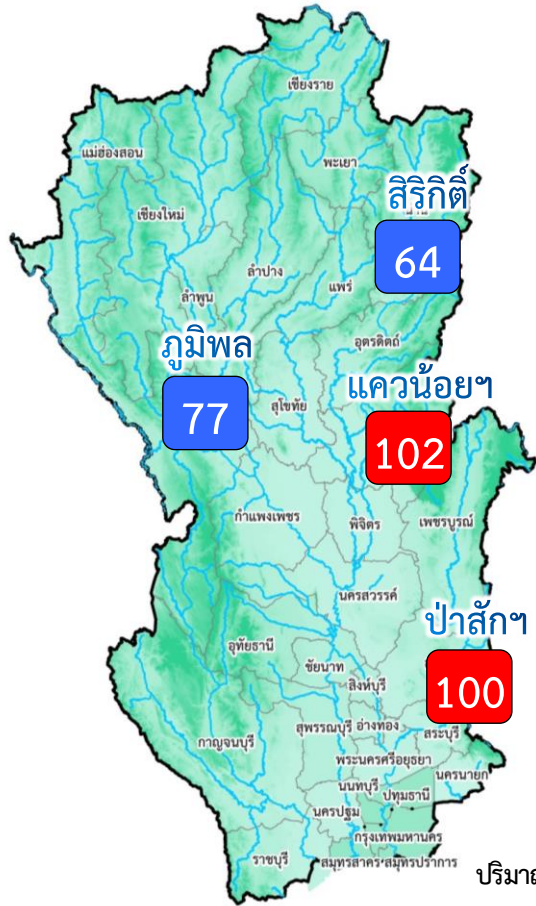 เชียงราย
แม่ฮ่องสอน
พะเยา
สิริกิติ์
เชียงใหม่
64
ลำปาง
แพร่
ลำพูน
อุตรดิตถ์
ภูมิพล
แควน้อยฯ
77
สุโขทัย
102
กำแพงเพชร
พิจิตร
เพชรบูรณ์
นครสวรรค์
ป่าสักฯ
อุทัยธานี
ชัยนาท
สิงห์บุรี
100
สุพรรณบุรี
อ่างทอง
สระบุรี
กาญจนบุรี
พระนครศรีอยุธยา
นครนายก
นนทบุรี
ปทุมธานี
นครปฐม
กรุงเทพมหานคร
ราชบุรี
สมุทรสาคร
สมุทรปราการ